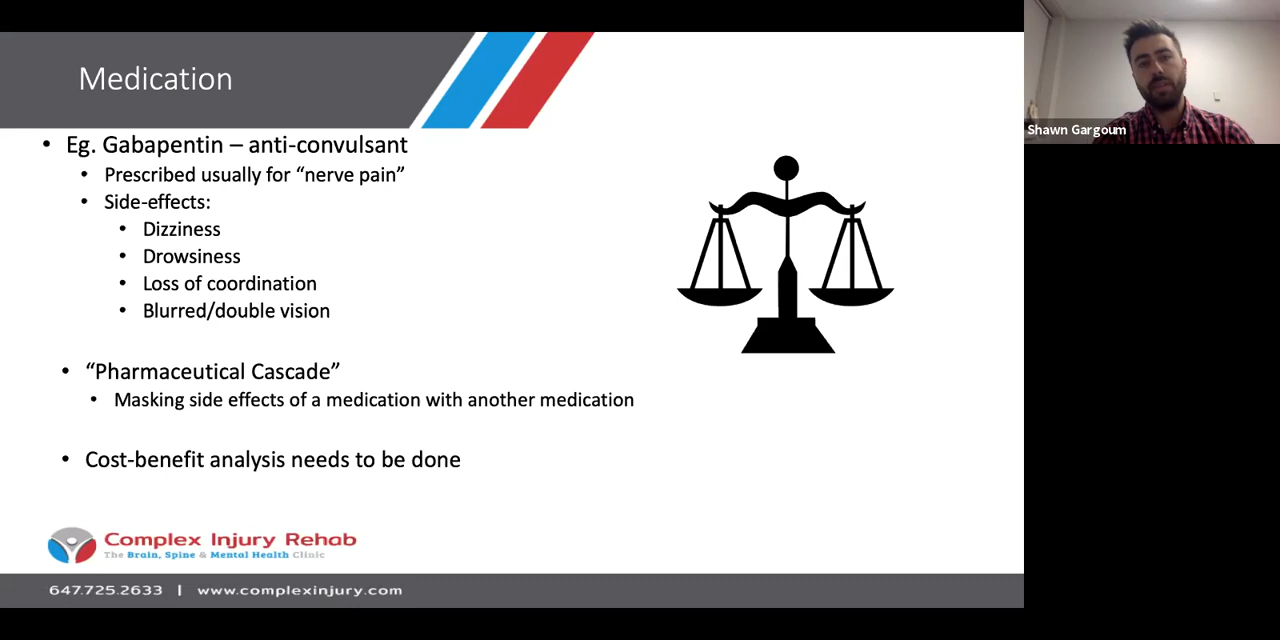 Medication
• Eg. Gabapentin – anti-convulsant
• Prescribed usually for “nerve pain”
• Side-effects:
• Dizziness
• Drowsiness
• Loss of coordination
• Blurred/double vision
• “Pharmaceutical Cascade”
• Masking side effects of a medication with another medication
• Cost-benefit analysis needs to be done
Complex Injury Rehab
The Brain, Spine & Mental Health Clinic
647.725.2633 | www.complexinjury.com
Shawn Gargoum